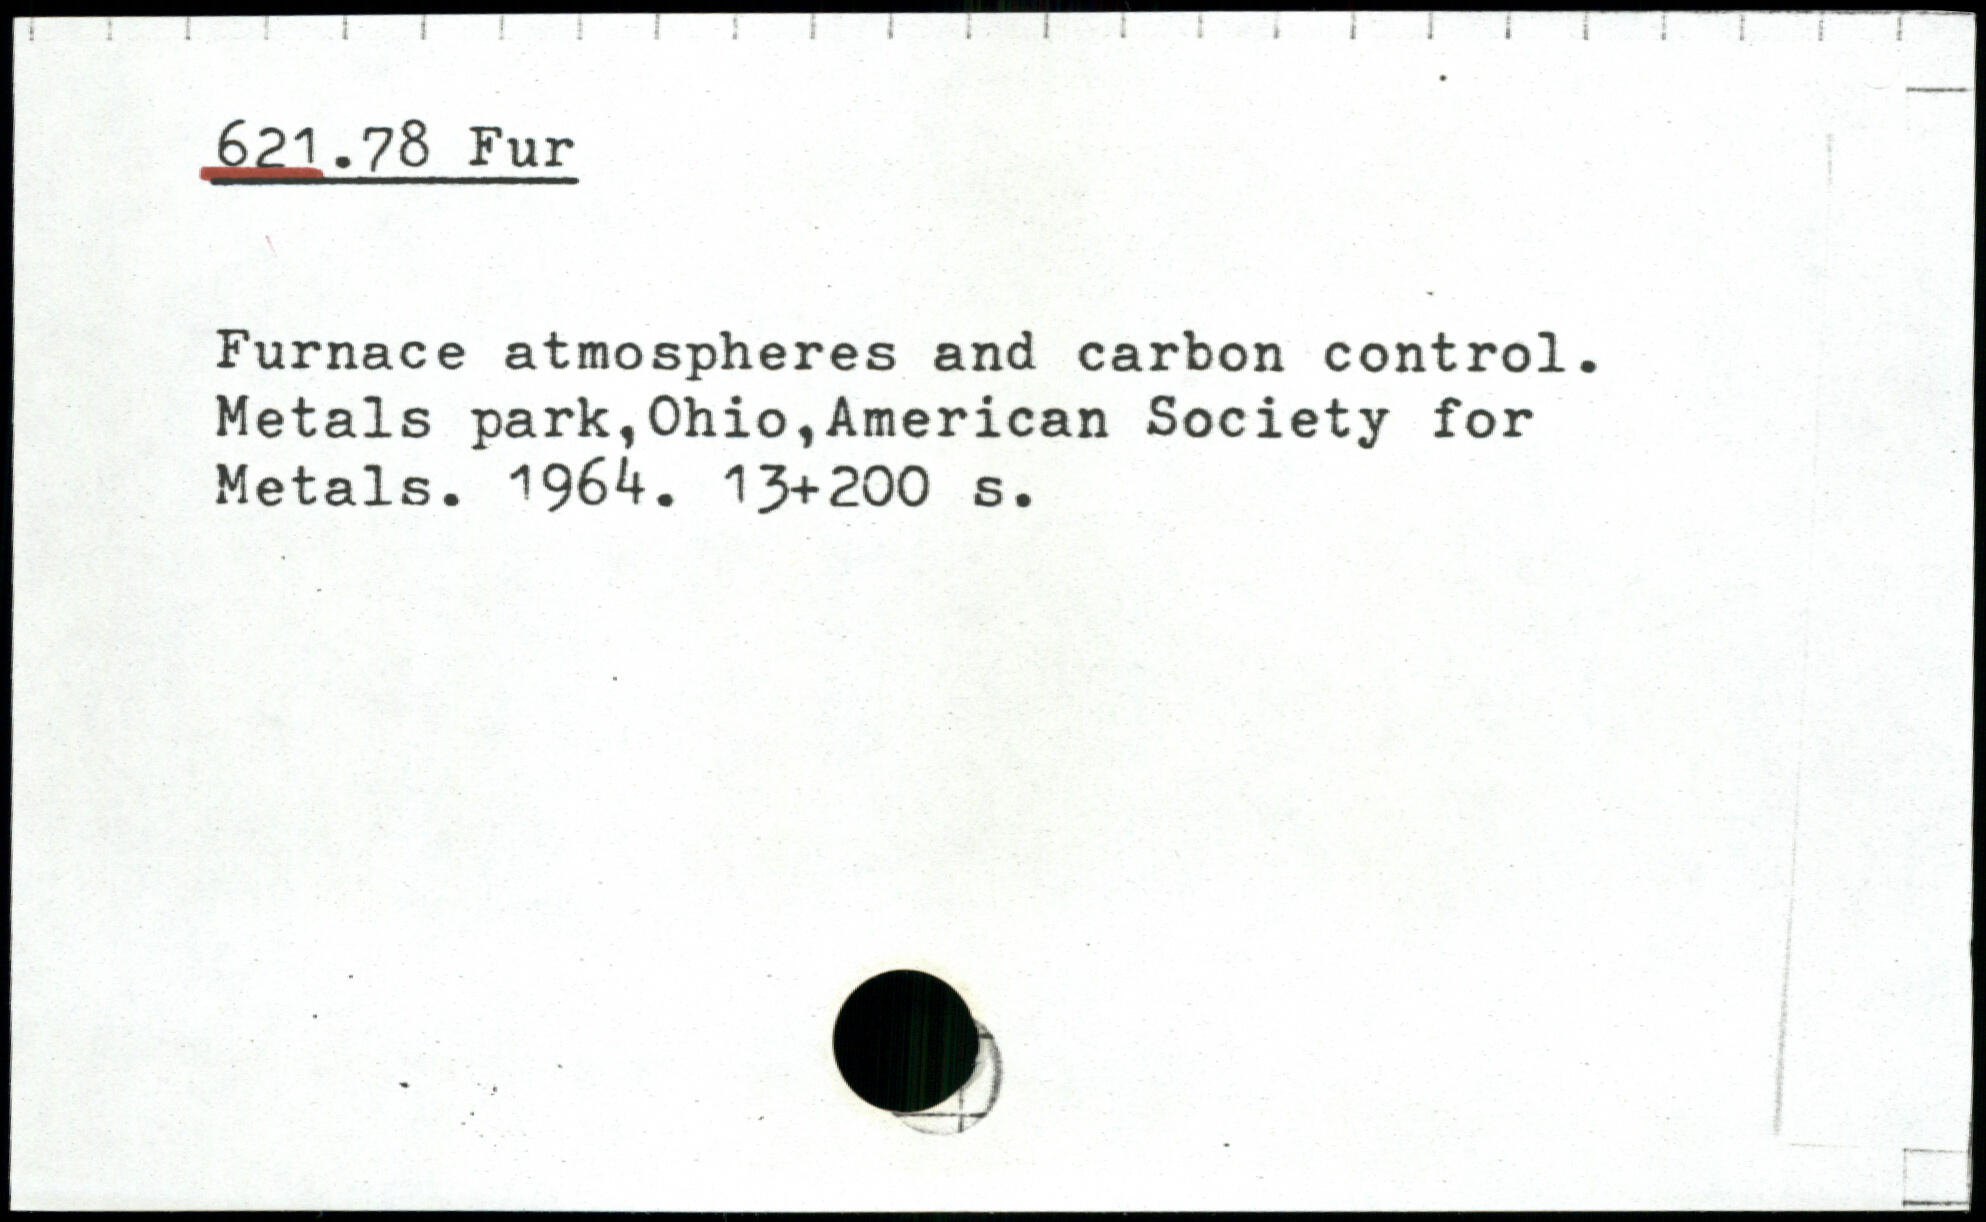 621.78 Fur
Furnace atmospheres and carbon control.
Metals park,Ohio,American Society for
Metals. 1964. 13+200 s.